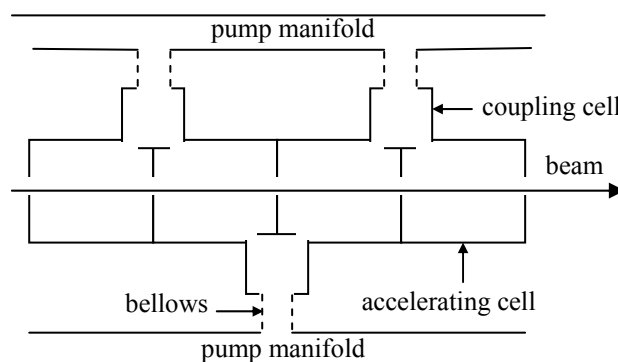 pump manifold
coupling cell
beam
bellows
accelerating cell
pump manifold